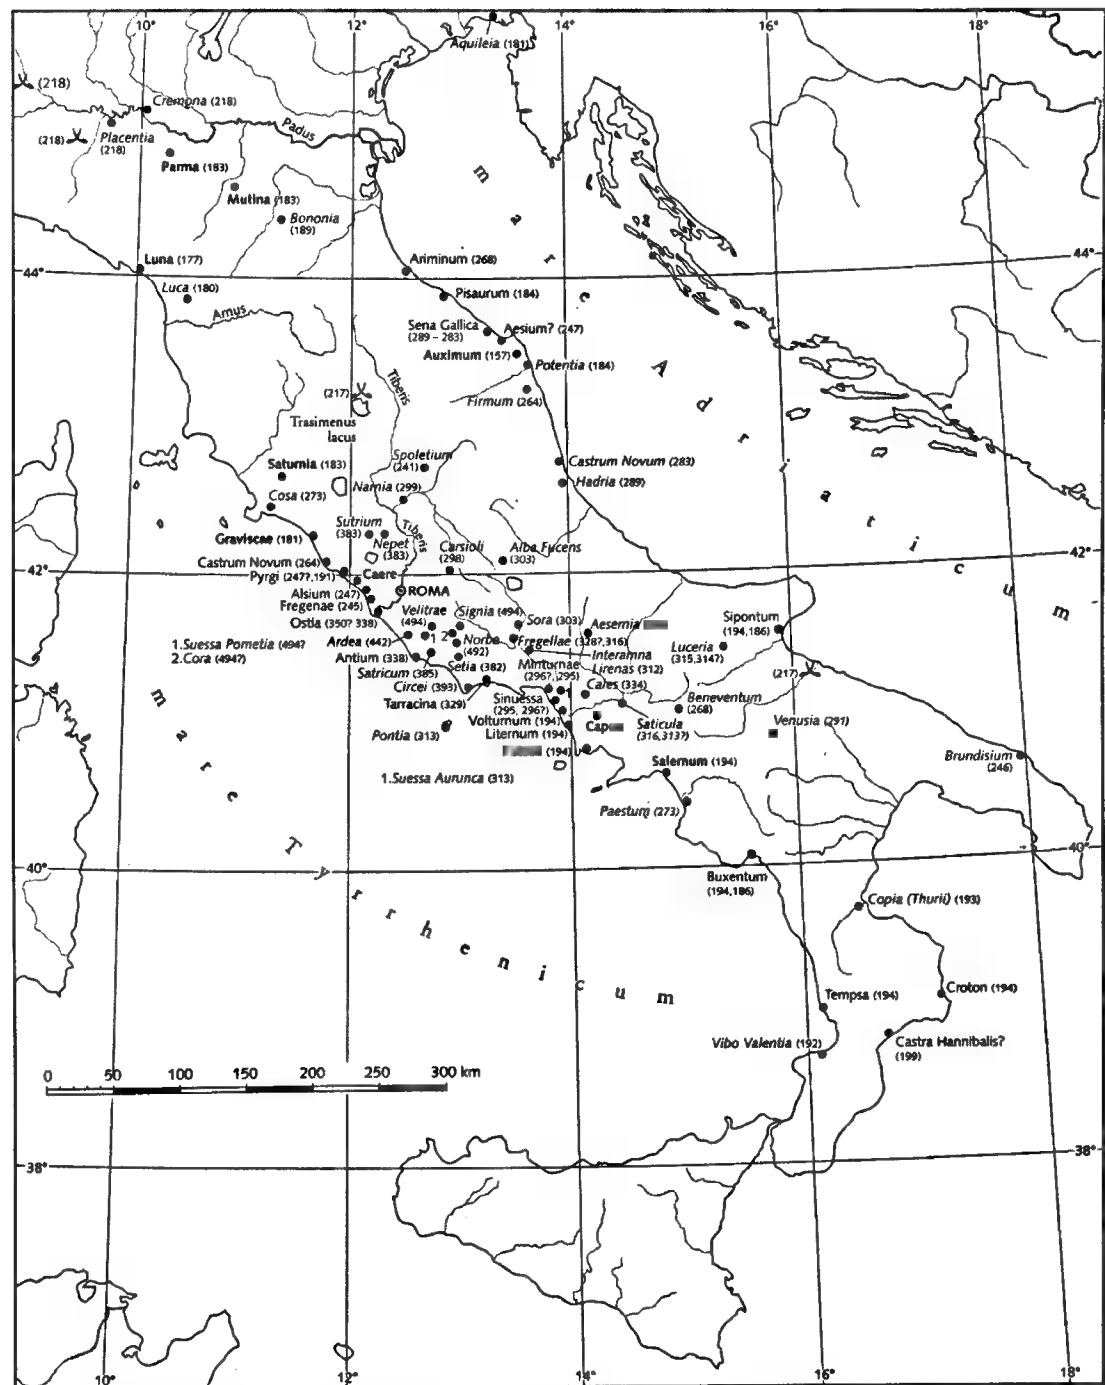 10°
12°
14°
16°
18°
Aquileia (181)
(218)
Cremona (218)
Placentia
(218)
(218)
Padus
Parma (183)
Mutina (183)
Bononia
(189)
Luna (177)
44°
Ariminum (268)
44°
Luca (180)
Pisaurum (184)
Arnus
Sena Gallica
(289 – 283)
Aesium? (247)
Auximum (157)
Potentia (184)
Tiberis
(217)
Firmum (264)
Trasimenus
lacus
mare Adriaticum
Spoletium
(241)
Castrum Novum (283)
Saturnia (183)
Narnia (299)
Hadria (289)
Cosa (273)
Sutrium
(383)
Tiberis
Graviscae (181)
Nepet
(383)
Carsioli
(298)
Alba Fucens
(303)
Castrum Novum (264)
42°
42°
Pyrgi (247?,191)
Caere
ROMA
Alsium (247)
Fregenae (245)
Velitrae
(494)
Signia (494)
Ostia (350? 338)
Sora (303)
Aesernia
Sipontum
(194,186)
1.Suessa Pometia (494?
2.Cora (494?)
Ardea (442)
1
2
Norba
(492)
Fregellae (328?,316)
Luceria
(315,314?)
Antium (338)
Setia (382)
Interamna
Lirenas (312)
Satricum (385)
Minturnae
(296?,295)
(217)
Circei (393)
Cales (334)
Tarracina
(329)
Sinuessa
(295, 296?)
Beneventum
(268)
Volturnum (194)
Saticula
(316,313?)
Venusia (291)
Pontia (313)
Liternum (194)
Cap
(194)
Brundisium
(246)
1.Suessa Aurunca (313)
Salernum (194)
Paestum (273)
mare Tyrrhenicum
40°
40°
Buxentum
(194,186)
Copia (Thurii) (193)
Tempsa (194)
Croton (194)
Vibo Valentia (192)
Castra Hannibalis?
(199)
0 50 100 150 200 250 300 km
38°
38°
10°
12°
14°
16°